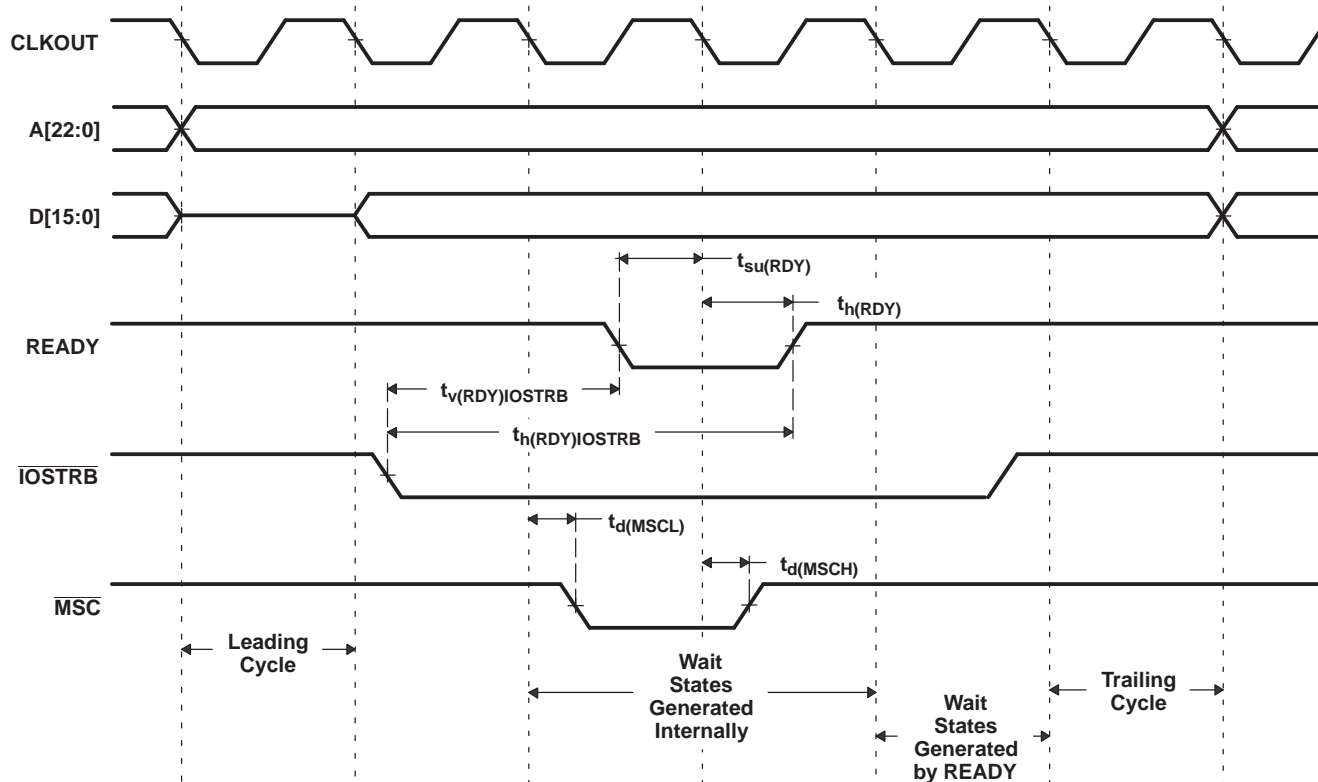 CLKOUT
A[22:0]
D[15:0]
tsu(RDY)
th(RDY)
READY
tv(RDY)IOSTRB
th(RDY)IOSTRB
IOSTRB
td(MSCL)
td(MSCH)
MSC
Leading
Cycle
Wait
States
Generated
Internally
Wait
States
Generated
by READY
Trailing
Cycle